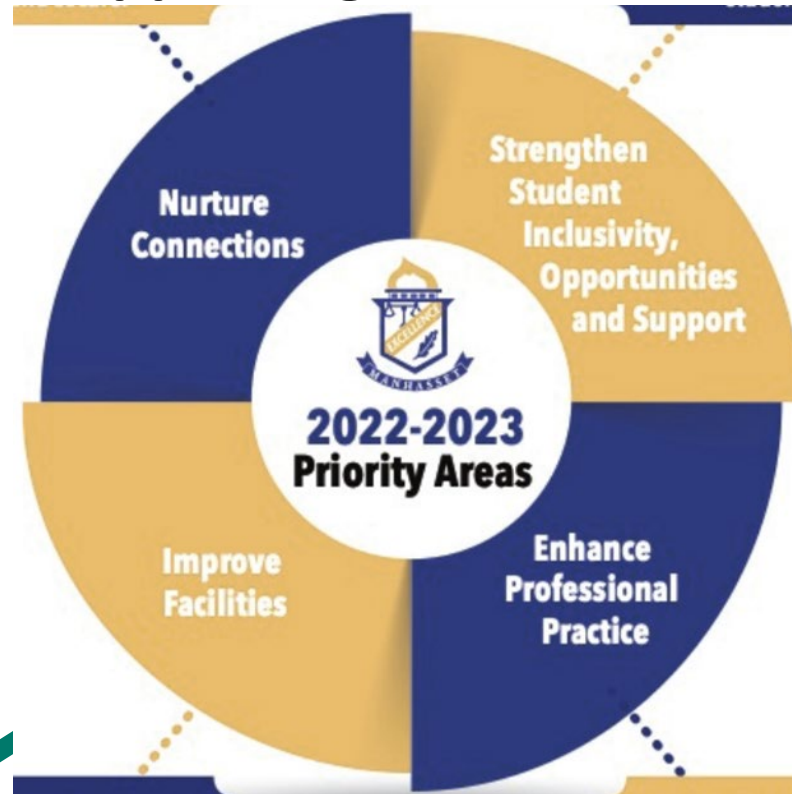 Nurture
Connections
Strengthen
Student
Inclusivity,
Opportunities
and Support
EXCELLENCE
MANHASSET
2022-2023
Priority Areas
Improve
Facilities
Enhance
Professional
Practice